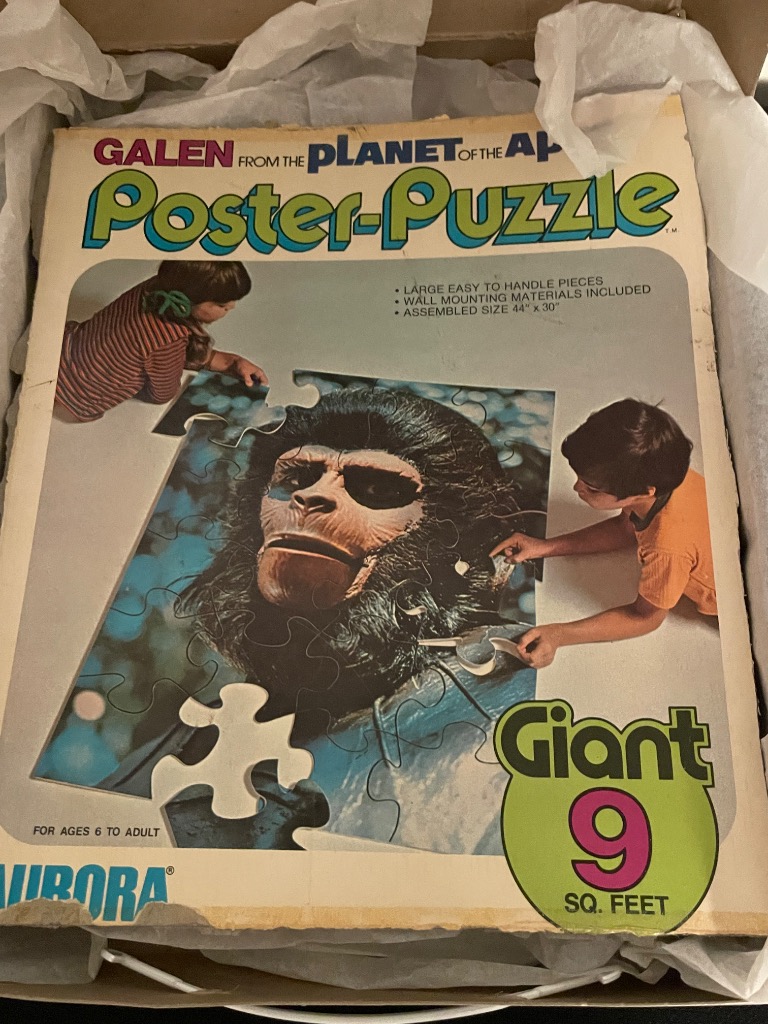 GALEN FROM THE PLANET OF THE AP
Poster-Puzzle T.M.
• LARGE EASY TO HANDLE PIECES
• WALL MOUNTING MATERIALS INCLUDED
• ASSEMBLED SIZE 44" x 30"
Giant
9
SQ. FEET
FOR AGES 6 TO ADULT
AURORA®